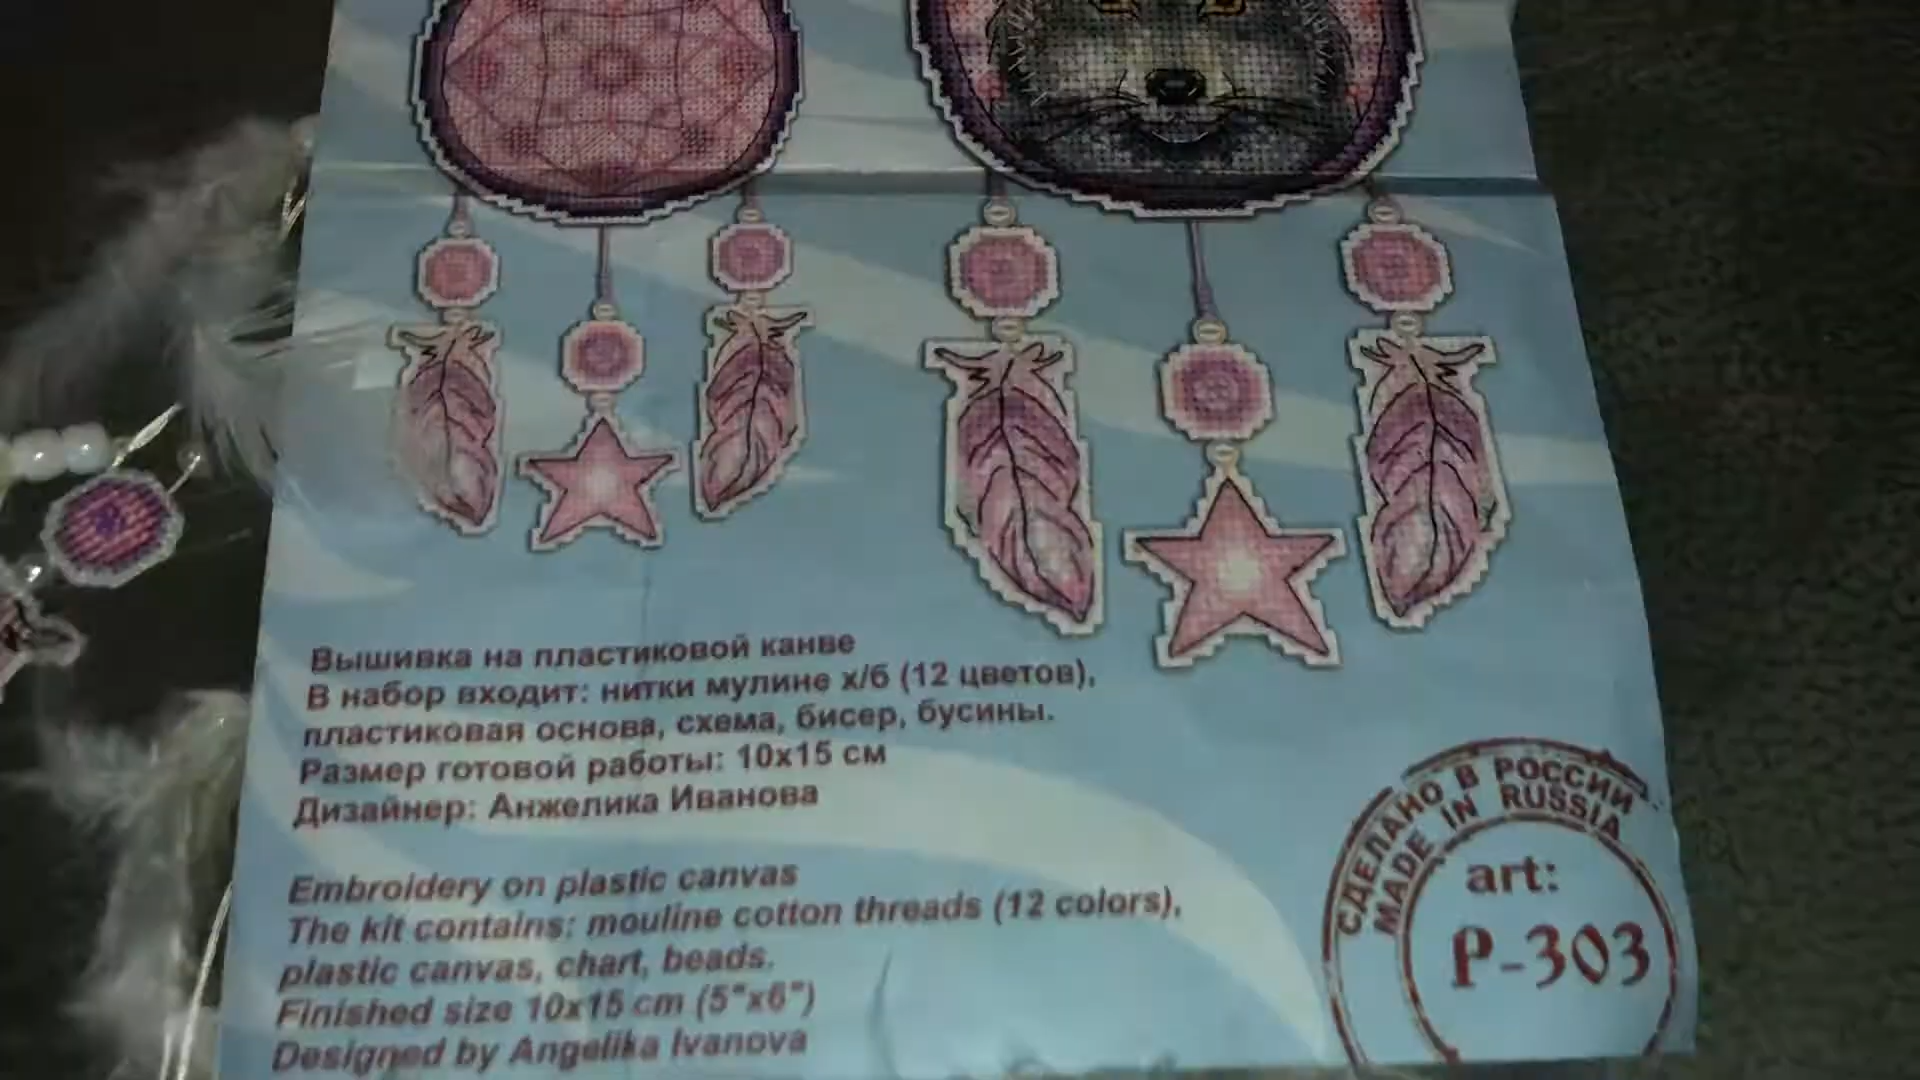 Вышивка на пластиковой канве
В набор входит: нитки мулине х/б (12 цветов),
пластиковая основа, схема, бисер, бусины.
Размер готовой работы: 10х15 см
Дизайнер: Анжелика Иванова
Embroidery on plastic canvas
The kit contains: mouline cotton threads (12 colors),
plastic canvas, chart, beads.
Finished size 10x15 cm (5"x6")
Designed by Angelika Ivanova
СДЕЛАНО В РОССИИ
MADE IN RUSSIA
art:
P-303